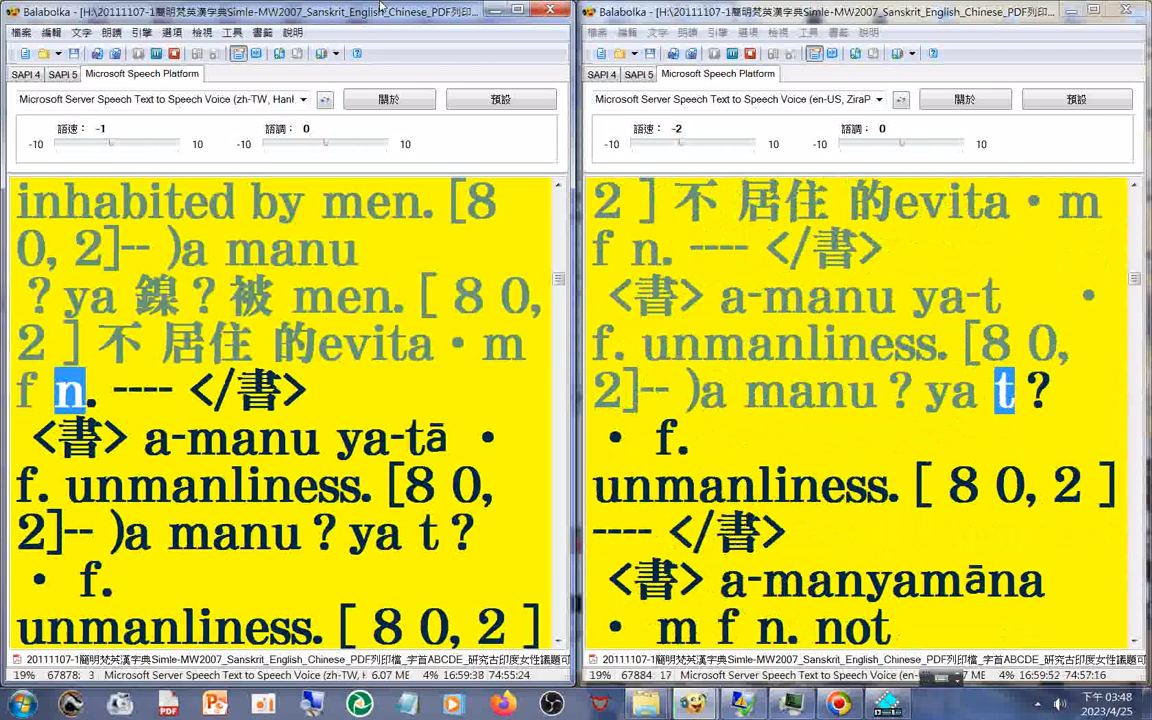 Balabolka - [H:\20111107-1簡明梵英漢字典Simle-MW2007_Sanskrit_English_Chinese_PDF列印...
檔案 編輯 文字 朗讀 引擎 選項 檢視 工具 書籤 說明
SAPI 4 SAPI 5 Microsoft Speech Platform
Microsoft Server Speech Text to Speech Voice (zh-TW, Hanl
關於 預設
語速： -1 語調： 0
-10 10 -10 10
inhabited by men. [8
0, 2]-- )a manu
？ya 鎳？被 men. [ 8 0,
2 ] 不 居住 的evita・m
f n. ---- </書>
<書> a-manu ya-tā ・
f. unmanliness. [8 0,
2]-- )a manu？ya t？
・ f.
unmanliness. [ 8 0, 2 ]
20111107-1簡明梵英漢字典Simle-MW2007_Sanskrit_English_Chinese_PDF列印檔_字首ABCDE_研究古印度女性議題可
19% 67878: 3 Microsoft Server Speech Text to Speech Voice (zh-TW, H 6.07 ME 4% 16:59:38 74:55:24
Balabolka - [H:\20111107-1簡明梵英漢字典Simle-MW2007_Sanskrit_English_Chinese_PDF列印...
檔案 編輯 文字 朗讀 引擎 選項 檢視 工具 書籤 說明
SAPI 4 SAPI 5 Microsoft Speech Platform
Microsoft Server Speech Text to Speech Voice (en-US, ZiraP
關於 預設
語速： -2 語調： 0
-10 10 -10 10
2 ] 不 居住 的evita・m
f n. ---- </書>
<書> a-manu ya-t ・
f. unmanliness. [8 0,
2]-- )a manu？ya t？
・ f.
unmanliness. [ 8 0, 2 ]
---- </書>
<書> a-manyamāna
・ m f n. not
20111107-1簡明梵英漢字典Simle-MW2007_Sanskrit_English_Chinese_PDF列印檔_字首ABCDE_研究古印度女性議題可
19% 67884: 17 Microsoft Server Speech Text to Speech Voice (en-US, 4% 16:59:52 74:57:16
下午 03:48
2023/4/25